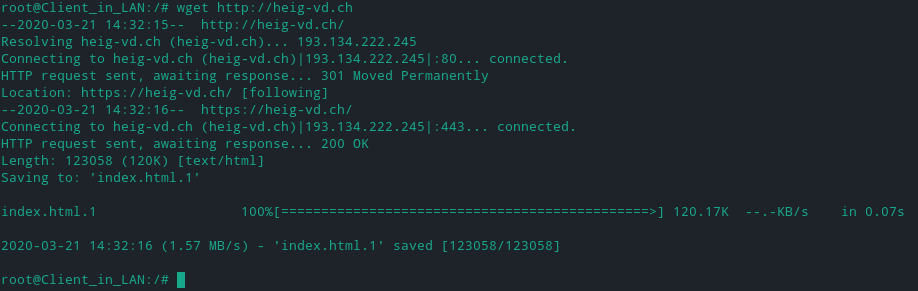 root@Client_in_LAN:/# wget http://heig-vd.ch
--2020-03-21 14:32:15--  http://heig-vd.ch/
Resolving heig-vd.ch (heig-vd.ch)... 193.134.222.245
Connecting to heig-vd.ch (heig-vd.ch)|193.134.222.245|:80... connected.
HTTP request sent, awaiting response... 301 Moved Permanently
Location: https://heig-vd.ch/ [following]
--2020-03-21 14:32:16--  https://heig-vd.ch/
Connecting to heig-vd.ch (heig-vd.ch)|193.134.222.245|:443... connected.
HTTP request sent, awaiting response... 200 OK
Length: 123058 (120K) [text/html]
Saving to: 'index.html.1'
index.html.1                  100%[==============================================>] 120.17K  --.-KB/s    in 0.07s
2020-03-21 14:32:16 (1.57 MB/s) - 'index.html.1' saved [123058/123058]
root@Client_in_LAN:/#